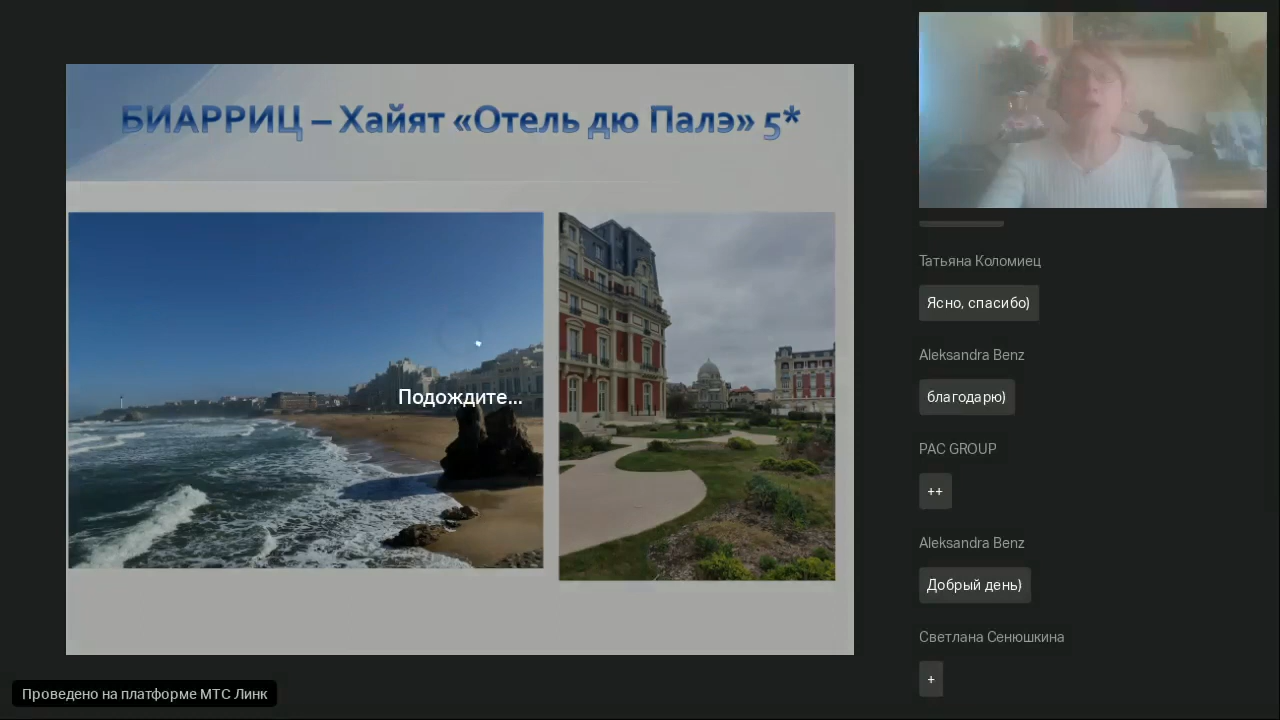 БИАРРИЦ – Хайят «Отель дю Палэ» 5*
Подождите...
Татьяна Коломиец
Ясно, спасибо)
Aleksandra Benz
благодарю)
PAC GROUP
++
Aleksandra Benz
Добрый день)
Светлана Сенюшкина
+
Проведено на платформе МТС Линк